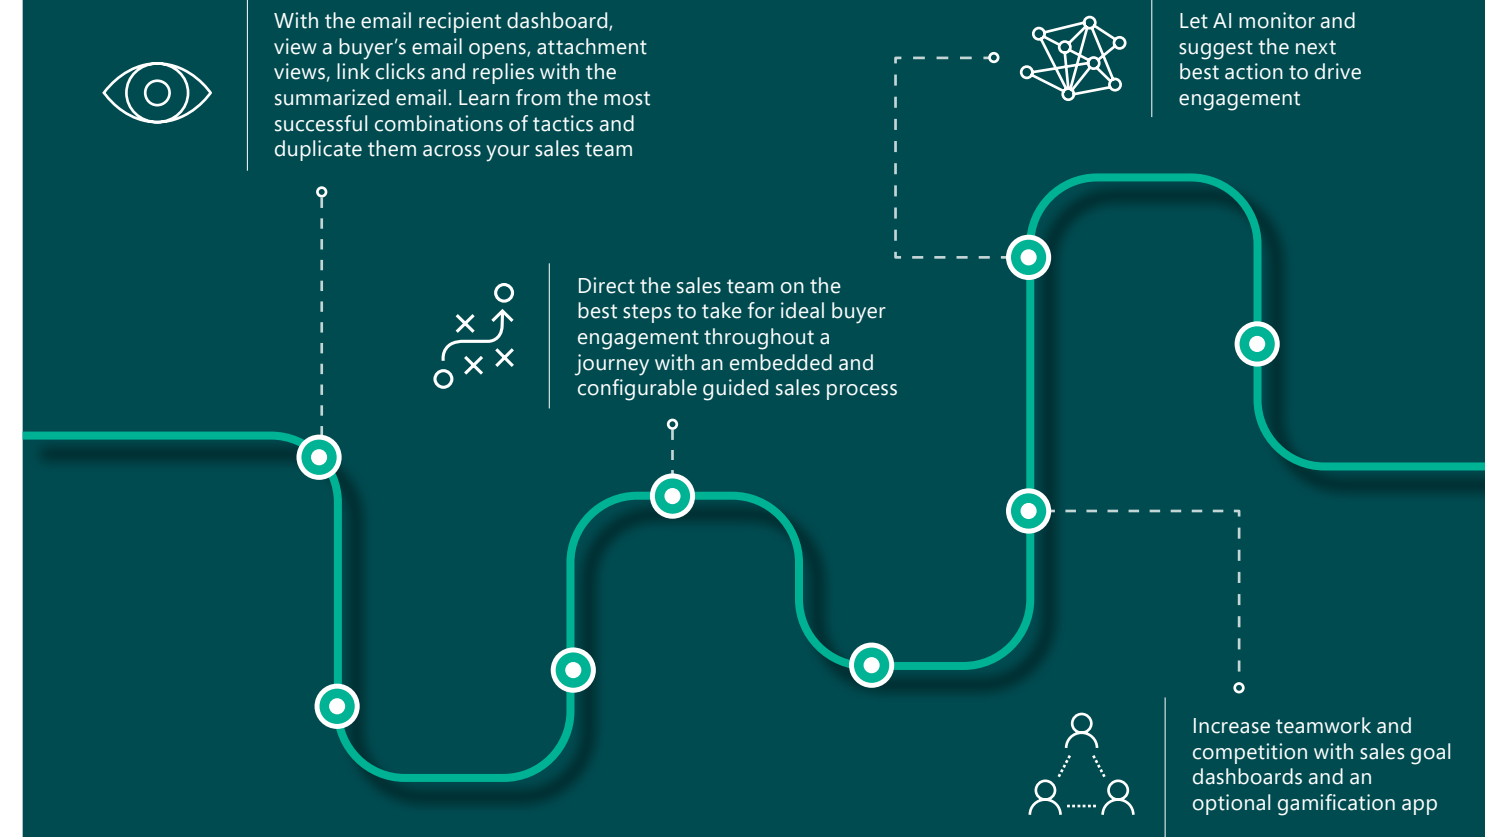 With the email recipient dashboard,
view a buyer’s email opens, attachment
views, link clicks and replies with the
summarized email. Learn from the most
successful combinations of tactics and
duplicate them across your sales team
Let AI monitor and
suggest the next
best action to drive
engagement
Direct the sales team on the
best steps to take for ideal buyer
engagement throughout a
journey with an embedded and
configurable guided sales process
Increase teamwork and
competition with sales goal
dashboards and an
optional gamification app